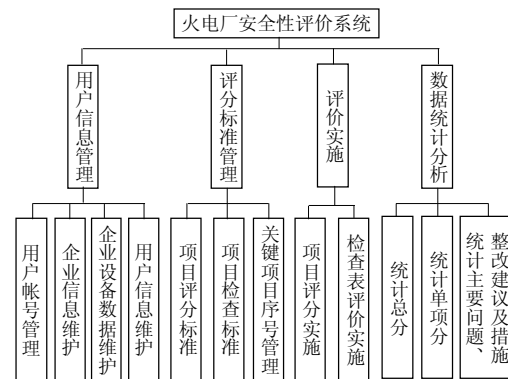 火电厂安全性评价系统
用户信息管理
评分标准管理
评价实施
数据统计分析
用户帐号管理
企业信息维护
企业设备数据维护
用户信息维护
项目评分标准
项目检查标准
关键项目序号管理
项目评分实施
检查表评价实施
统计总分
统计单项分
统计主要问题、
整改建议及措施